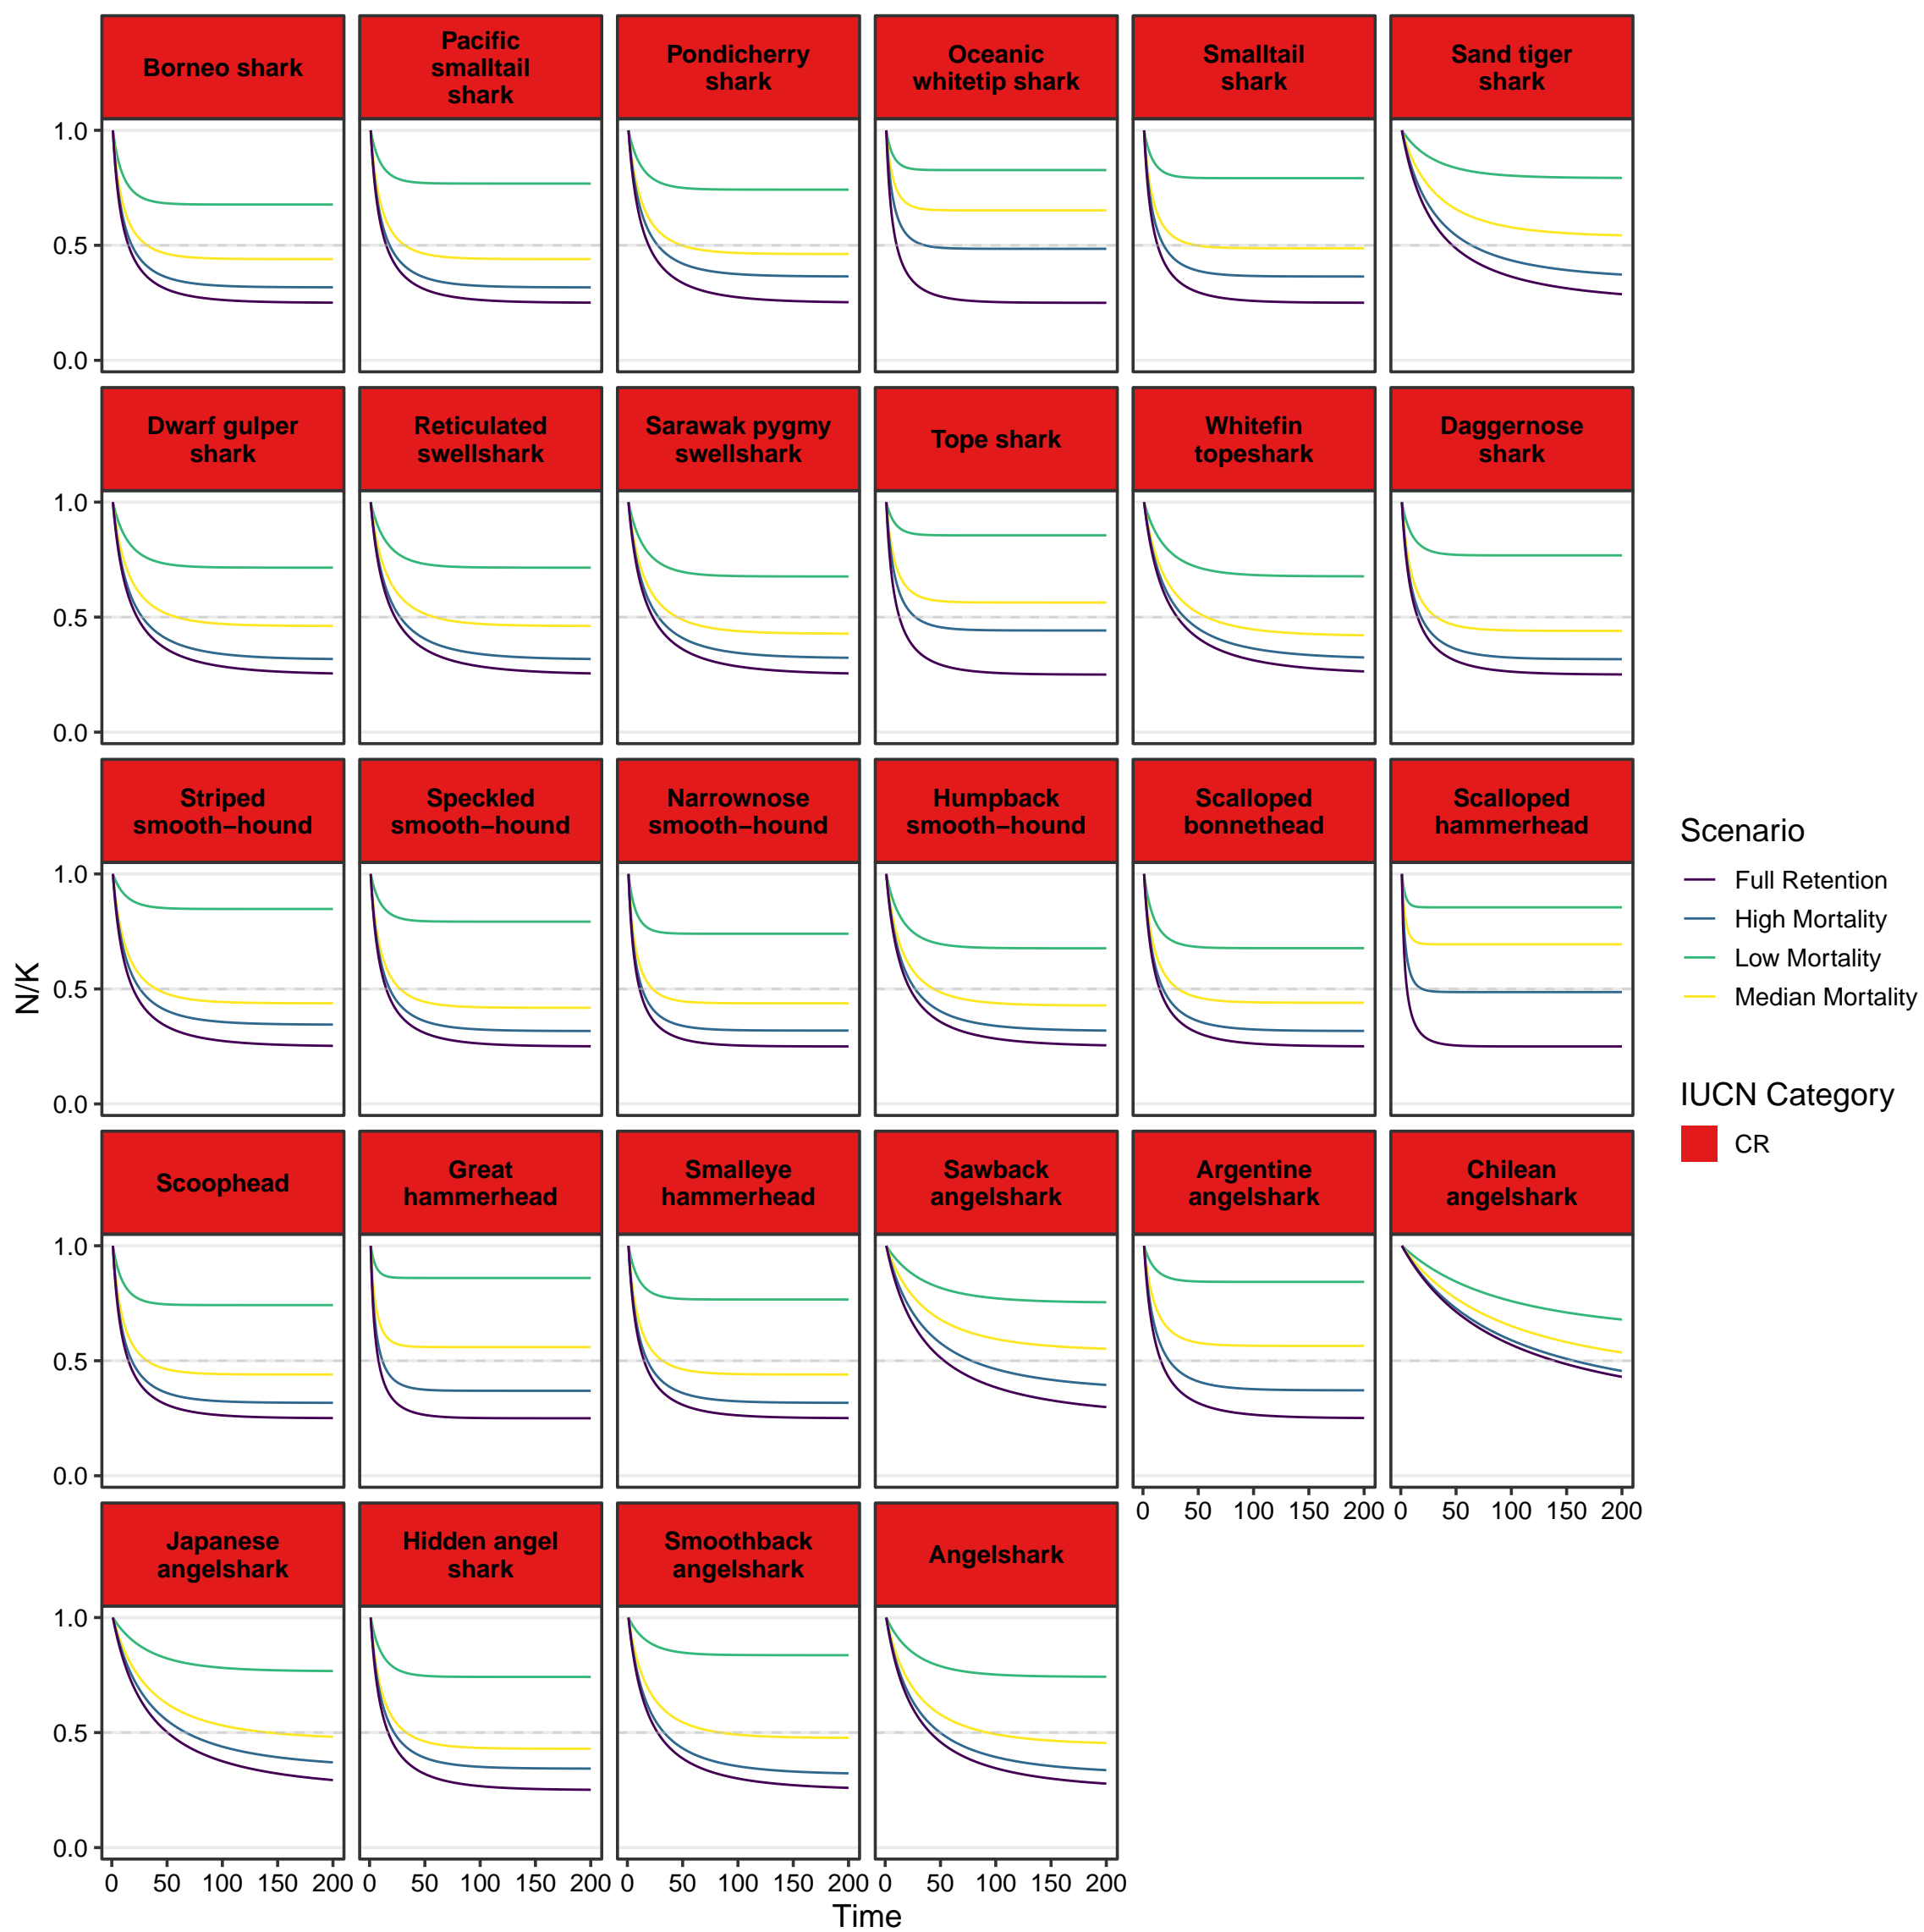 Borneo shark
Pacific
smalltail
shark
Pondicherry
shark
Oceanic
whitetip shark
Smalltail
shark
Sand tiger
shark
1.0
0.5
0.0
Dwarf gulper
shark
Reticulated
swellshark
Sarawak pygmy
swellshark
Tope shark
Whitefin
topeshark
Daggernose
shark
1.0
0.5
0.0
Striped
smooth−hound
Speckled
smooth−hound
Narrownose
smooth−hound
Humpback
smooth−hound
Scalloped
bonnethead
Scalloped
hammerhead
1.0
0.5
0.0
N/K
Scoophead
Great
hammerhead
Smalleye
hammerhead
Sawback
angelshark
Argentine
angelshark
Chilean
angelshark
1.0
0.5
0.0
0 50 100 150 200
0 50 100 150 200
Japanese
angelshark
Hidden angel
shark
Smoothback
angelshark
Angelshark
1.0
0.5
0.0
0 50 100 150 200
0 50 100 150 200
0 50 100 150 200
0 50 100 150 200
Time
Scenario
Full Retention
High Mortality
Low Mortality
Median Mortality
IUCN Category
CR